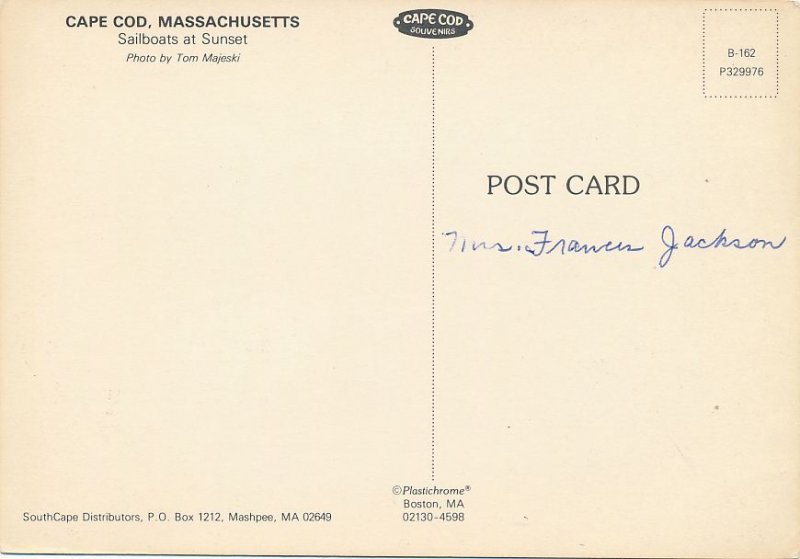 CAPE COD, MASSACHUSETTS
Sailboats at Sunset
Photo by Tom Majeski
CAPE COD
SOUVENIRS
B-162
P329976
POST CARD
Mrs. Frances Jackson
SouthCape Distributors, P.O. Box 1212, Mashpee, MA 02649
©Plastichrome®
Boston, MA
02130-4598